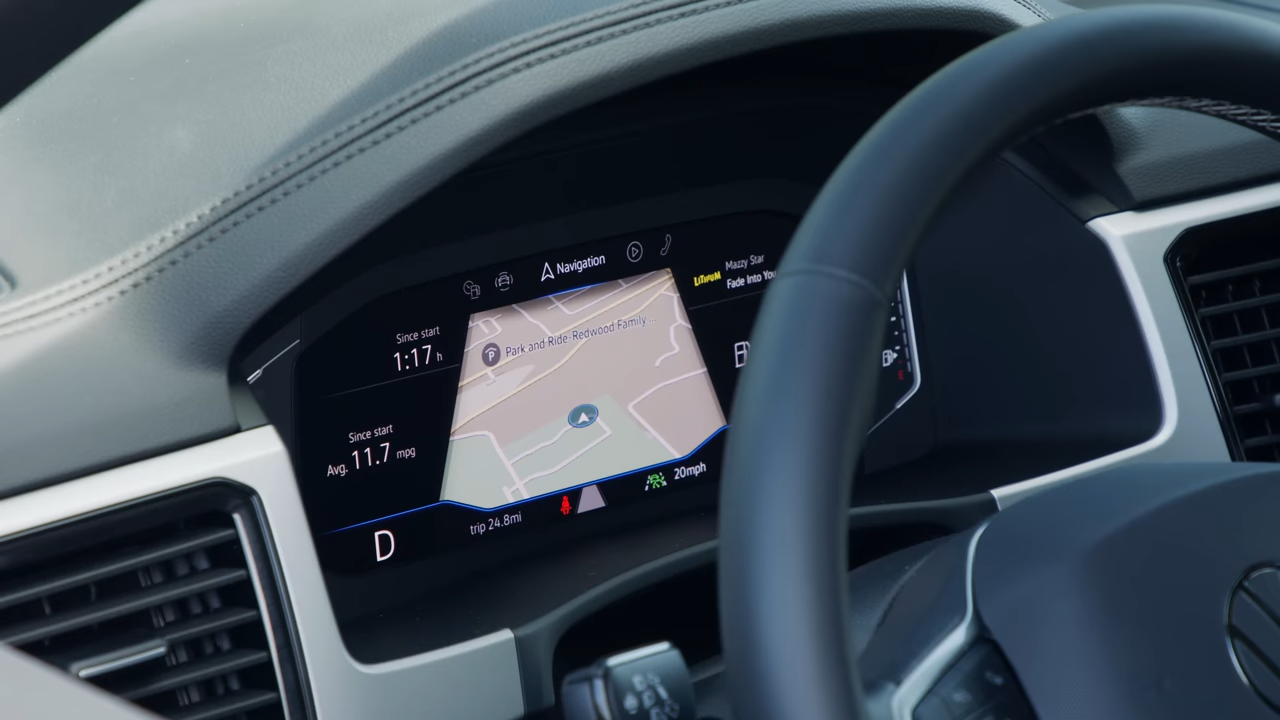 Navigation
Since start
1:17 h
Since start
Avg. 11.7 mpg
P
Park and Ride-Redwood Family ...
LITHIUM
Mazzy Star
Fade Into You
D
trip 24.8mi
20mph